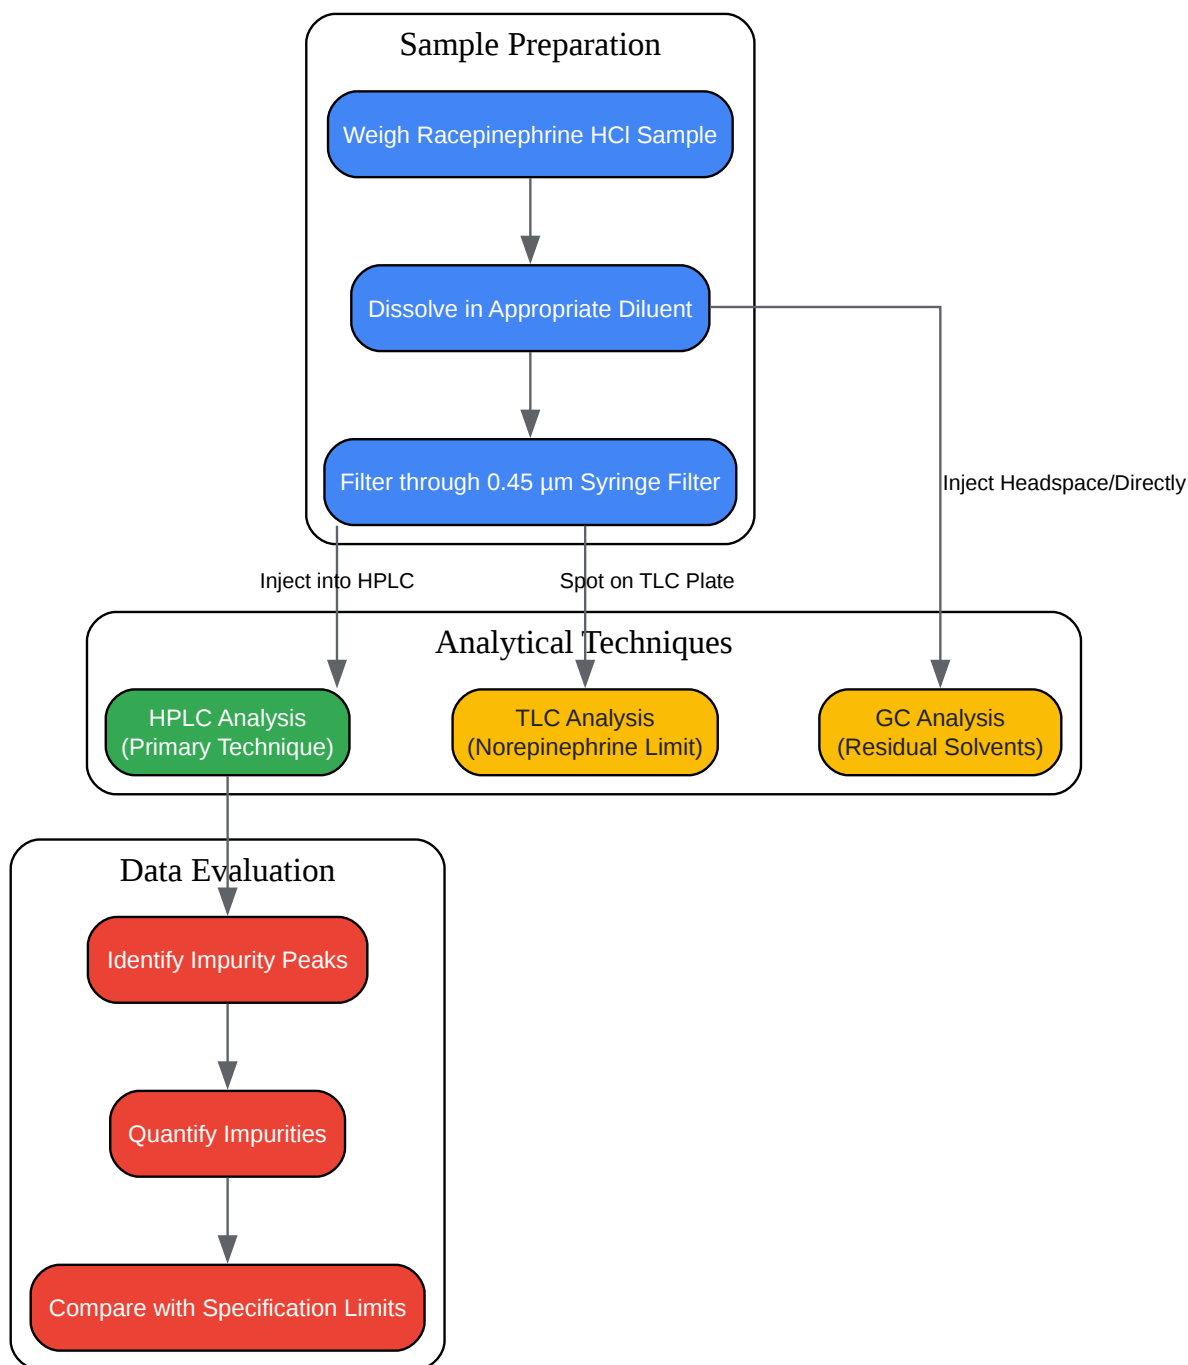 Sample Preparation
Weigh Racepinephrine HCl Sample
Dissolve in Appropriate Diluent
Filter through 0.45 µm Syringe Filter
Inject Headspace/Directly
Inject into HPLC
Spot on TLC Plate
Analytical Techniques
HPLC Analysis
(Primary Technique)
TLC Analysis
(Norepinephrine Limit)
GC Analysis
(Residual Solvents)
Data Evaluation
Identify Impurity Peaks
Quantify Impurities
Compare with Specification Limits